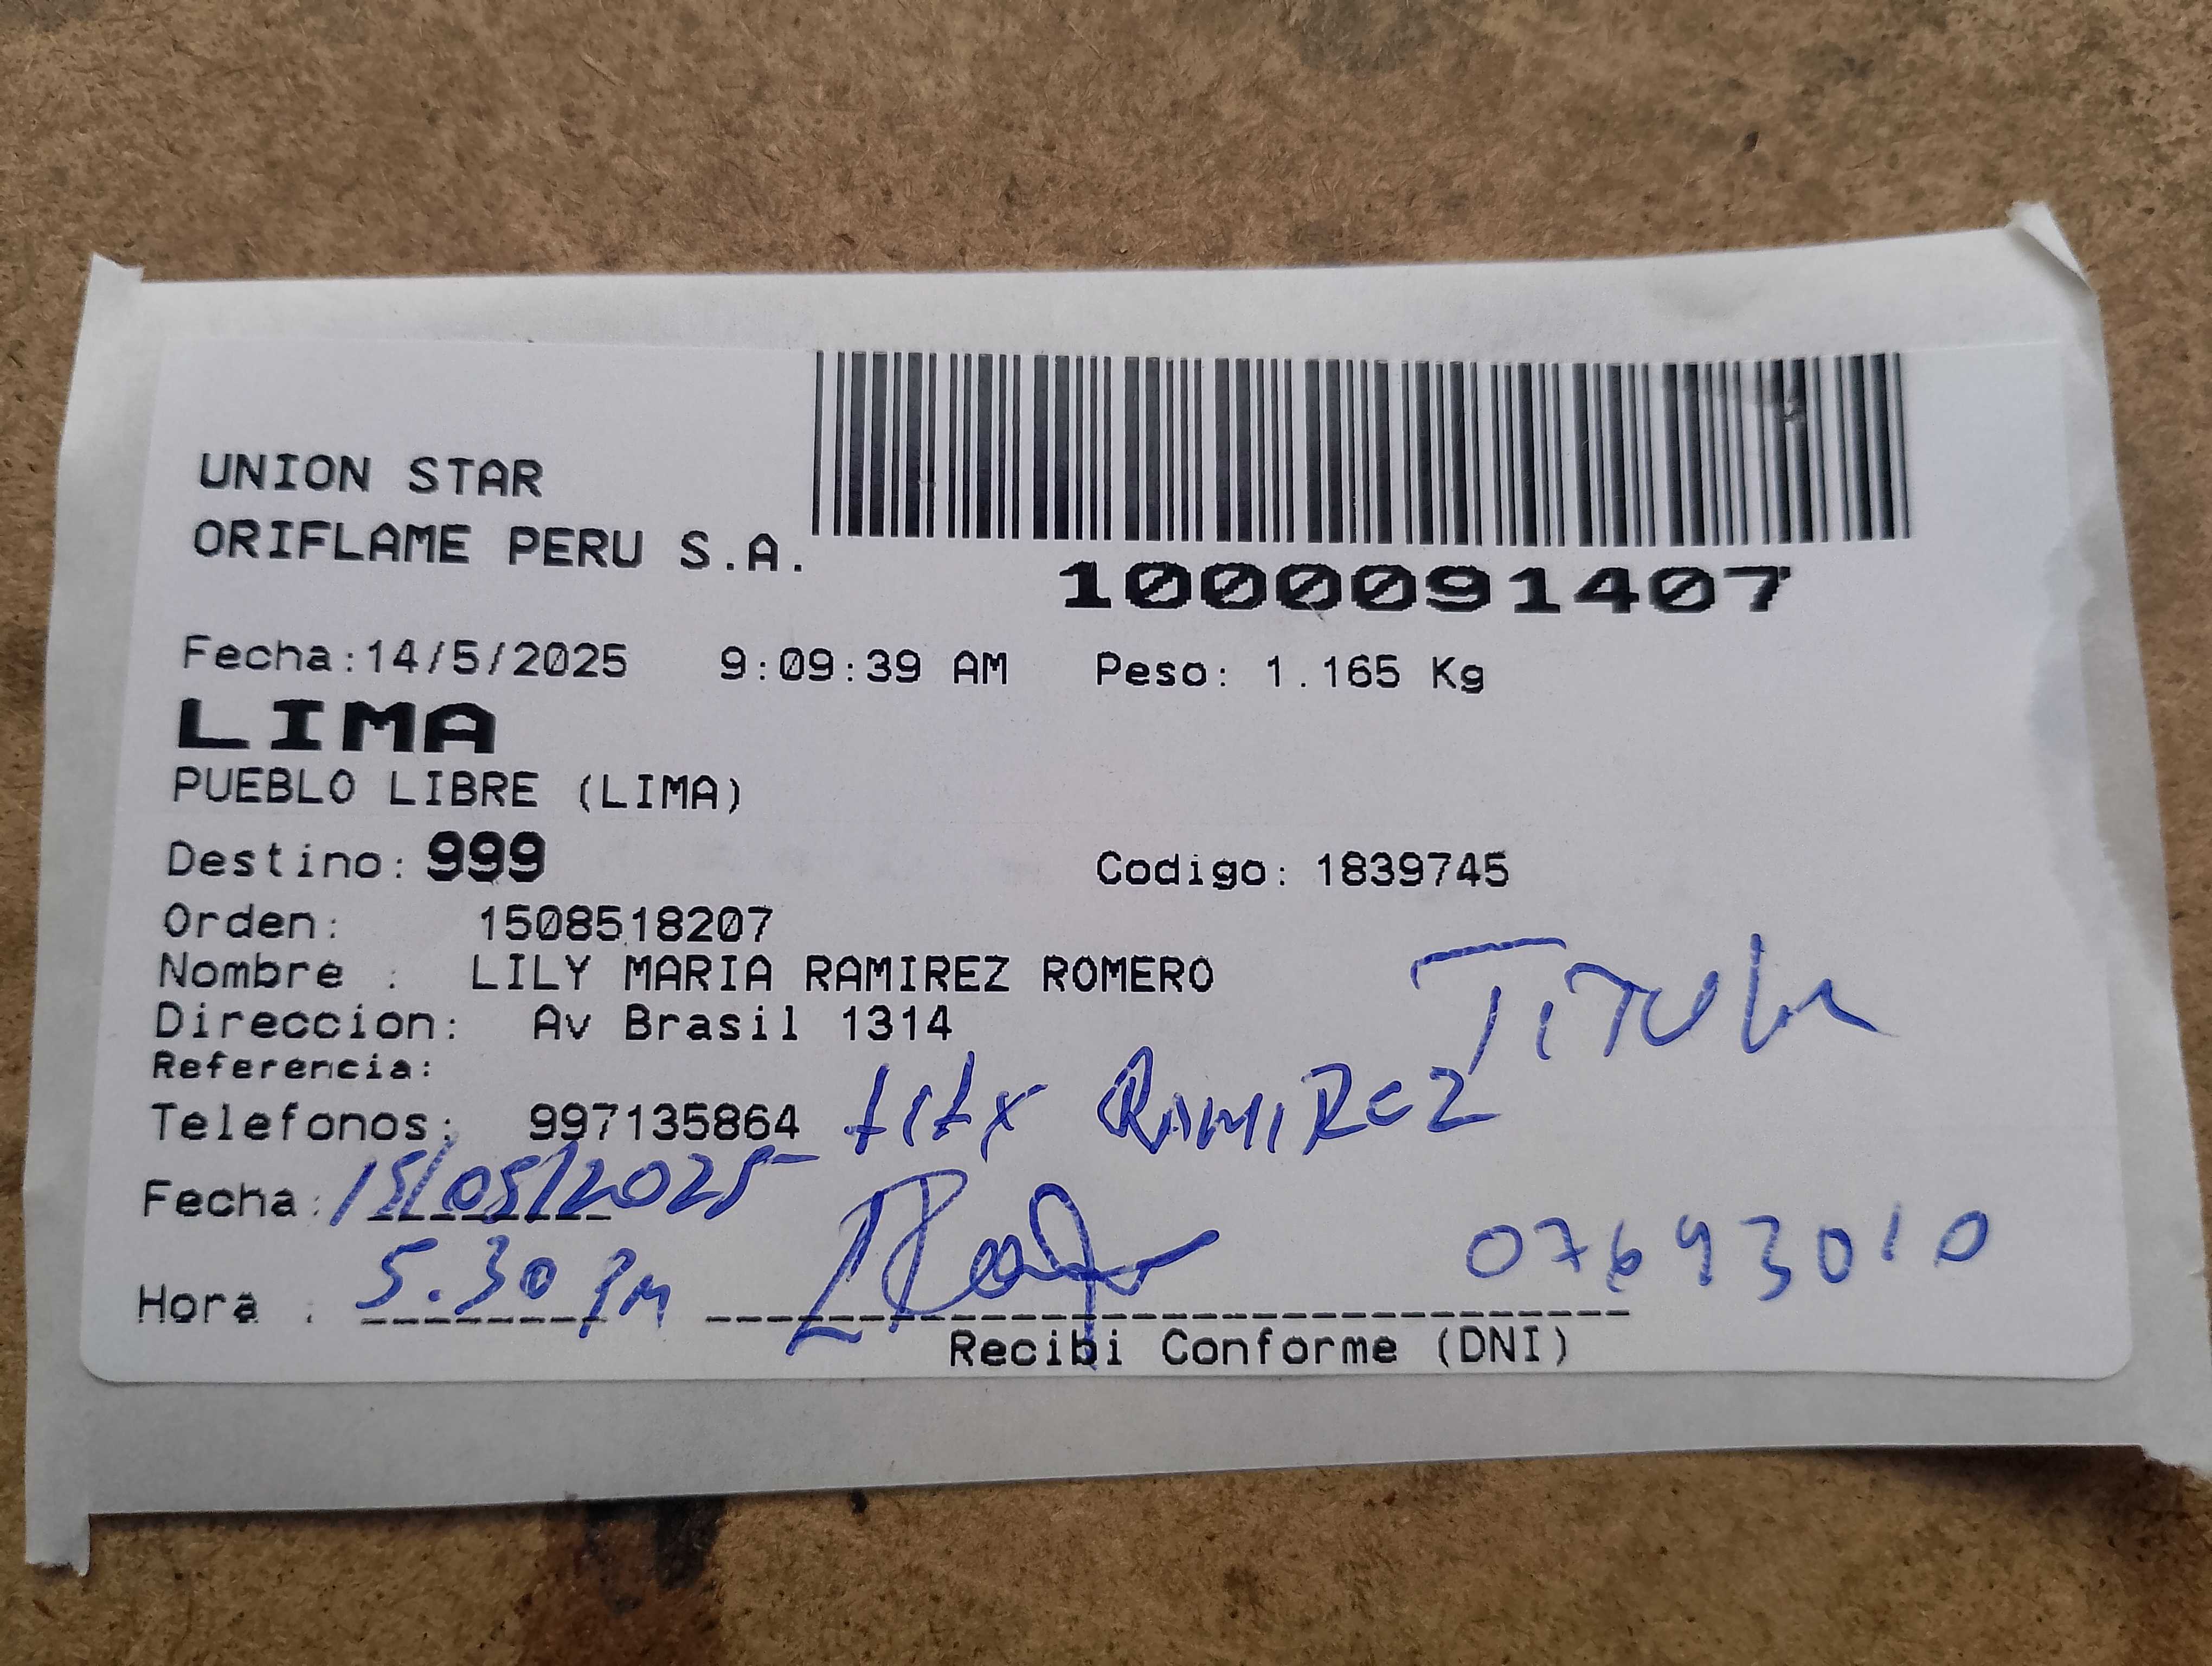 UNION STAR
ORIFLAME PERU S.A.
1000091407
Fecha:14/5/2025 9:09:39 AM Peso: 1.165 Kg
LIMA
PUEBLO LIBRE (LIMA)
Destino: 999 Codigo: 1839745
Orden: 1508518207
Nombre : LILY MARIA RAMIREZ ROMERO
Direccion: Av Brasil 1314
Referencia:
Telefonos: 997135864 RAMIREZ
Fecha: 15/05/2025
Hora : 5.30 pm 07693010
Recibi Conforme (DNI)